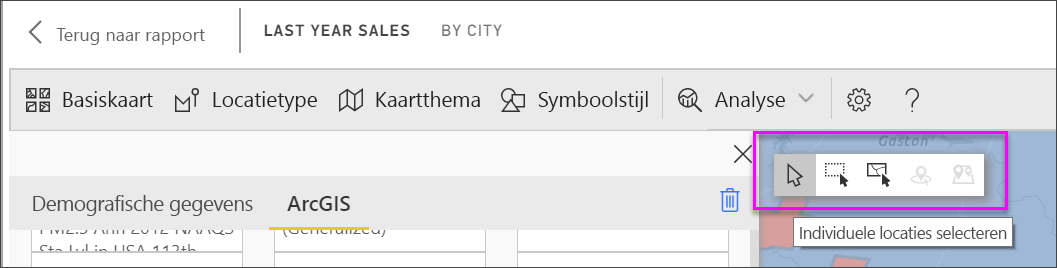 Terug naar rapport LAST YEAR SALES BY CITY
Basiskaart Locatietype Kaartthema Symboolstijl Analyse ?
Gaston
Demografische gegevens ArcGIS
Individuele locaties selecteren
PM2.5 Ann 2012 NAAQS (Generalized)
Sta Jul in USA 113th